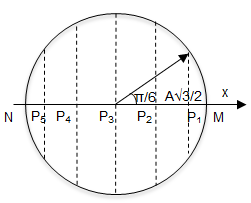 x
π/6 A√3/2
N P₅ P₄ P₃ P₂ P₁ M